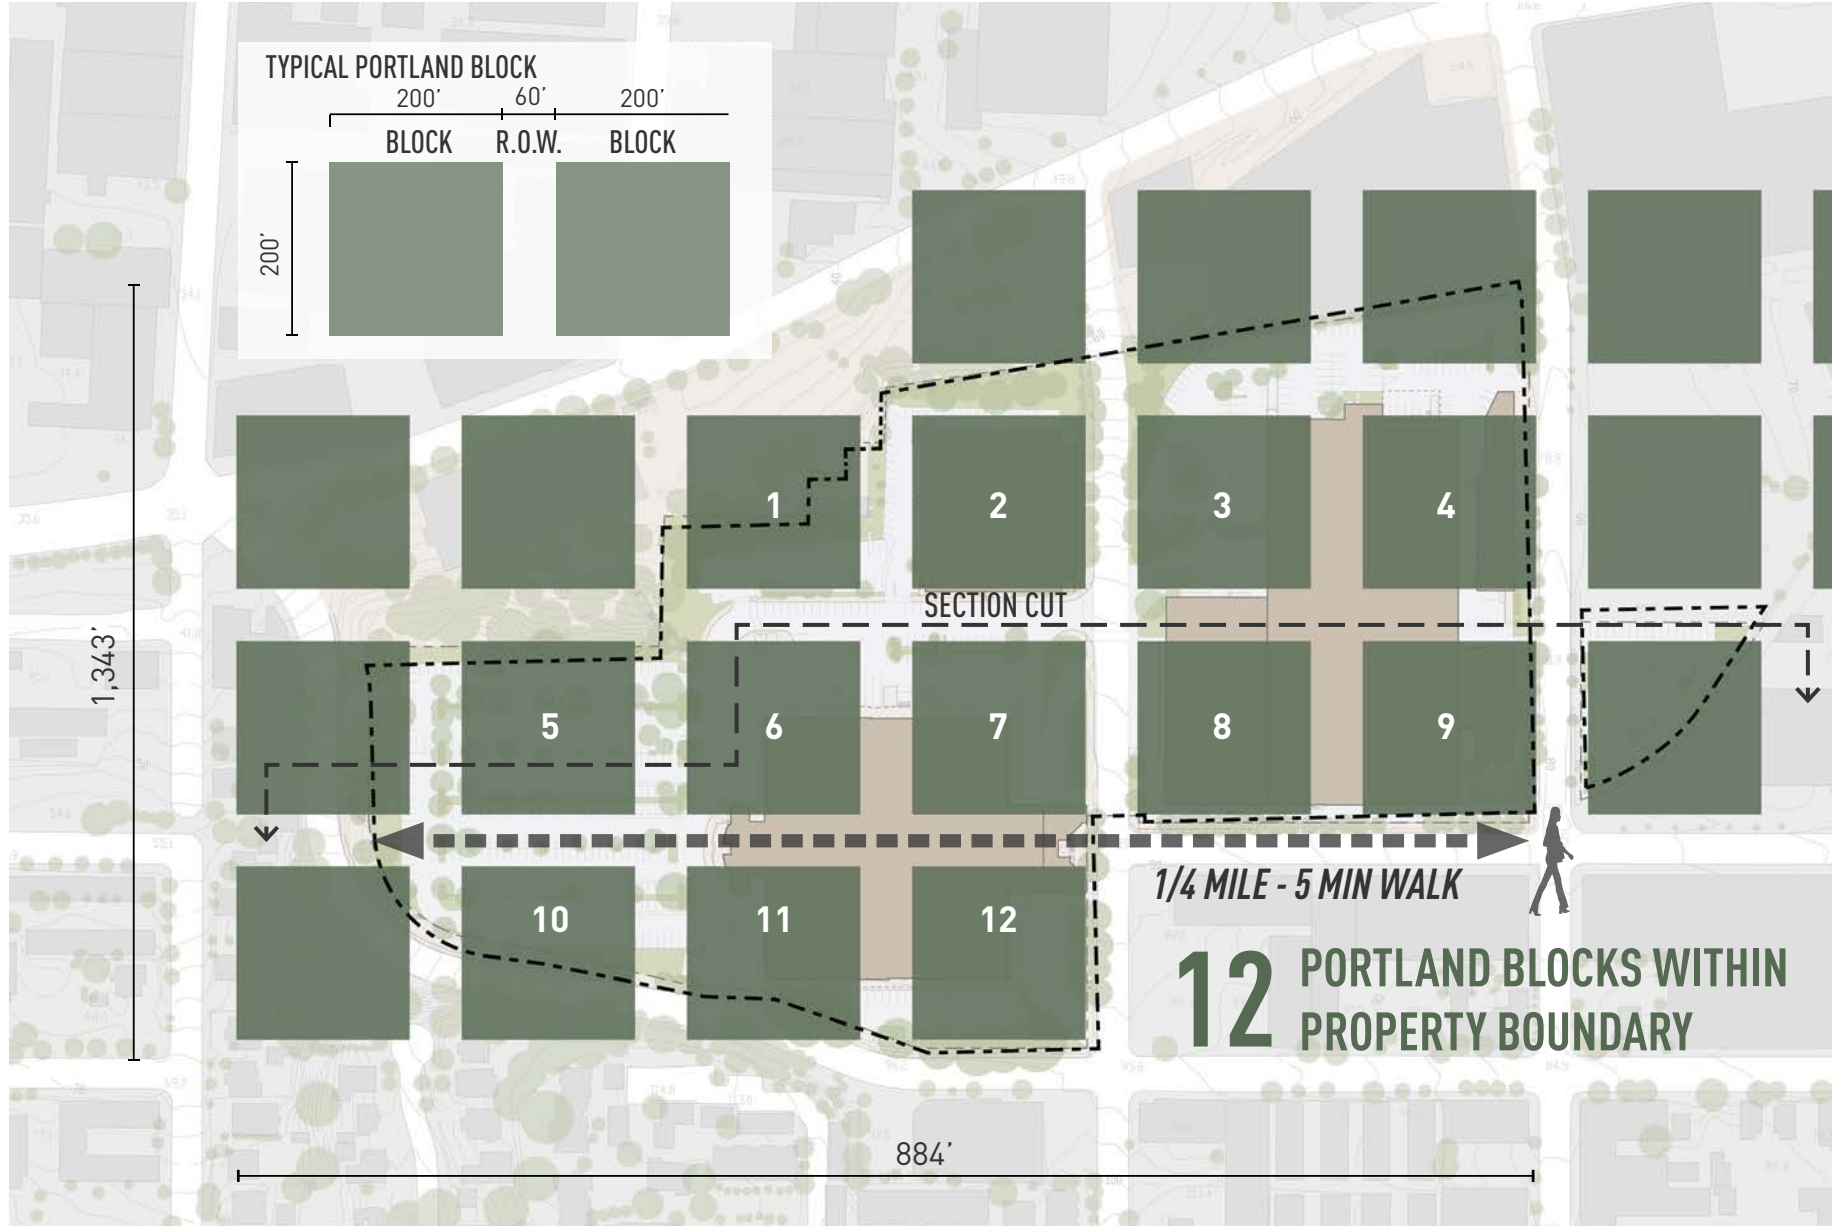 TYPICAL PORTLAND BLOCK
200’ 60’ 200’
BLOCK R.O.W. BLOCK
200’
1 2 3 4
SECTION CUT
1,343’
5 6 7 8 9
1/4 MILE - 5 MIN WALK
10 11 12
12 PORTLAND BLOCKS WITHIN
PROPERTY BOUNDARY
884’